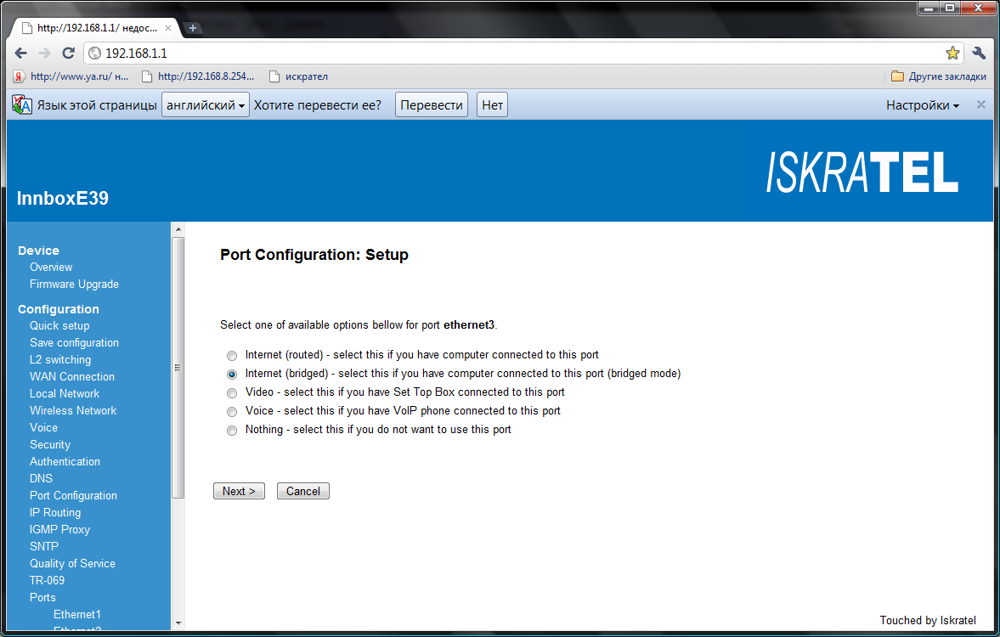 http://192.168.1.1/ недос...
192.168.1.1
http://www.ya.ru/ н... http://192.168.8.254... искрател Другие закладки
Язык этой страницы английский Хотите перевести ее? Перевести Нет Настройки
ISKRATEL
InnboxE39
Device
Overview
Firmware Upgrade
Configuration
Quick setup
Save configuration
L2 switching
WAN Connection
Local Network
Wireless Network
Voice
Security
Authentication
DNS
Port Configuration
IP Routing
IGMP Proxy
SNTP
Quality of Service
TR-069
Ports
Ethernet1
Port Configuration: Setup
Select one of available options bellow for port ethernet3.
Internet (routed) - select this if you have computer connected to this port
Internet (bridged) - select this if you have computer connected to this port (bridged mode)
Video - select this if you have Set Top Box connected to this port
Voice - select this if you have VoIP phone connected to this port
Nothing - select this if you do not want to use this port
Next > Cancel
Touched by Iskratel